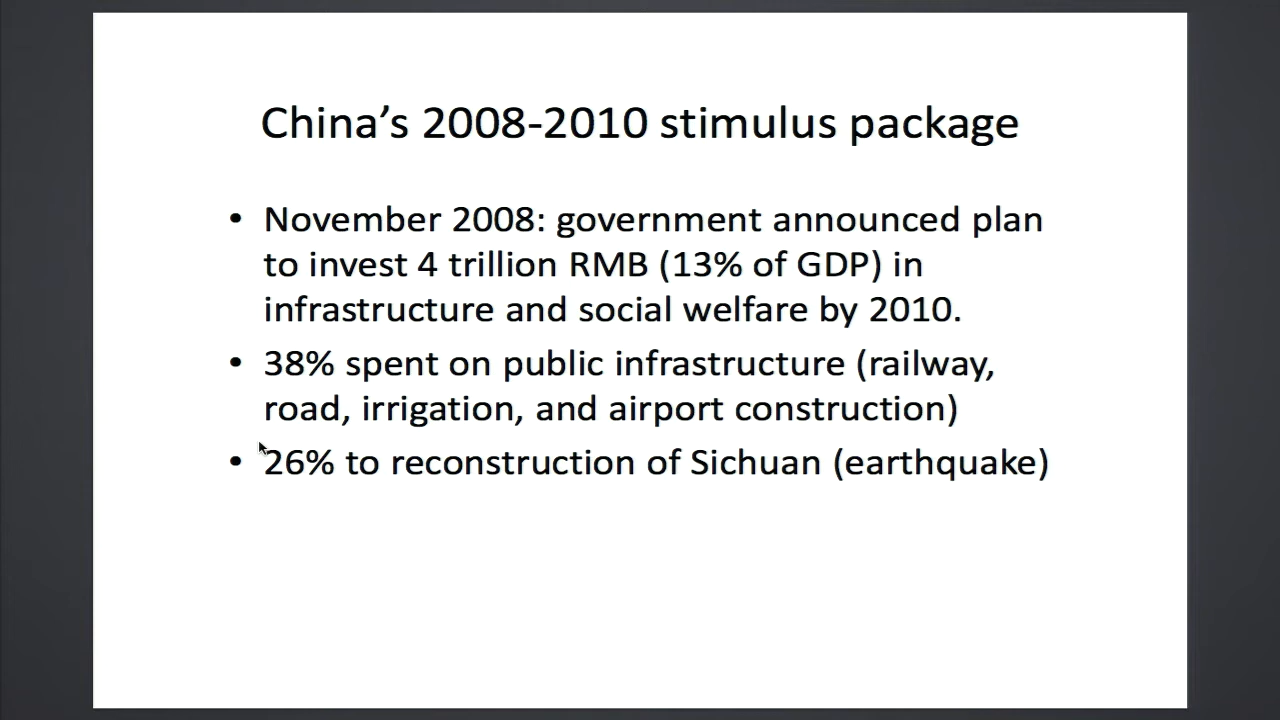 China’s 2008-2010 stimulus package
• November 2008: government announced plan
to invest 4 trillion RMB (13% of GDP) in
infrastructure and social welfare by 2010.
• 38% spent on public infrastructure (railway,
road, irrigation, and airport construction)
• 26% to reconstruction of Sichuan (earthquake)